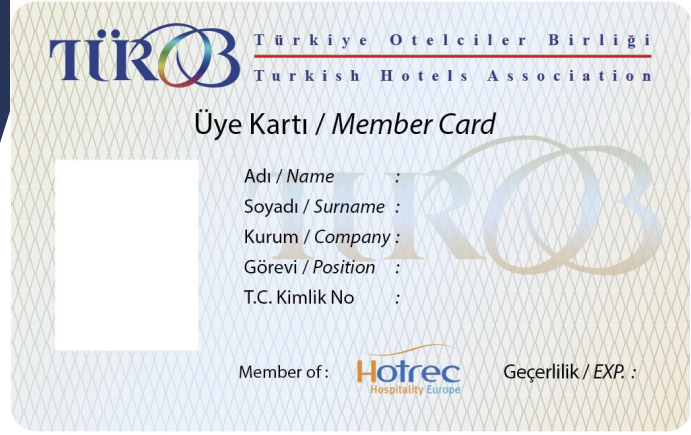 TÜROB
Türkiye Otelciler Birliği
Turkish Hotels Association
Üye Kartı / Member Card
TÜROB
Adı / Name :
Soyadı / Surname :
Kurum / Company :
Görevi / Position :
T.C. Kimlik No :
Member of :
Hotrec
Hospitality Europe
Geçerlilik / EXP. :